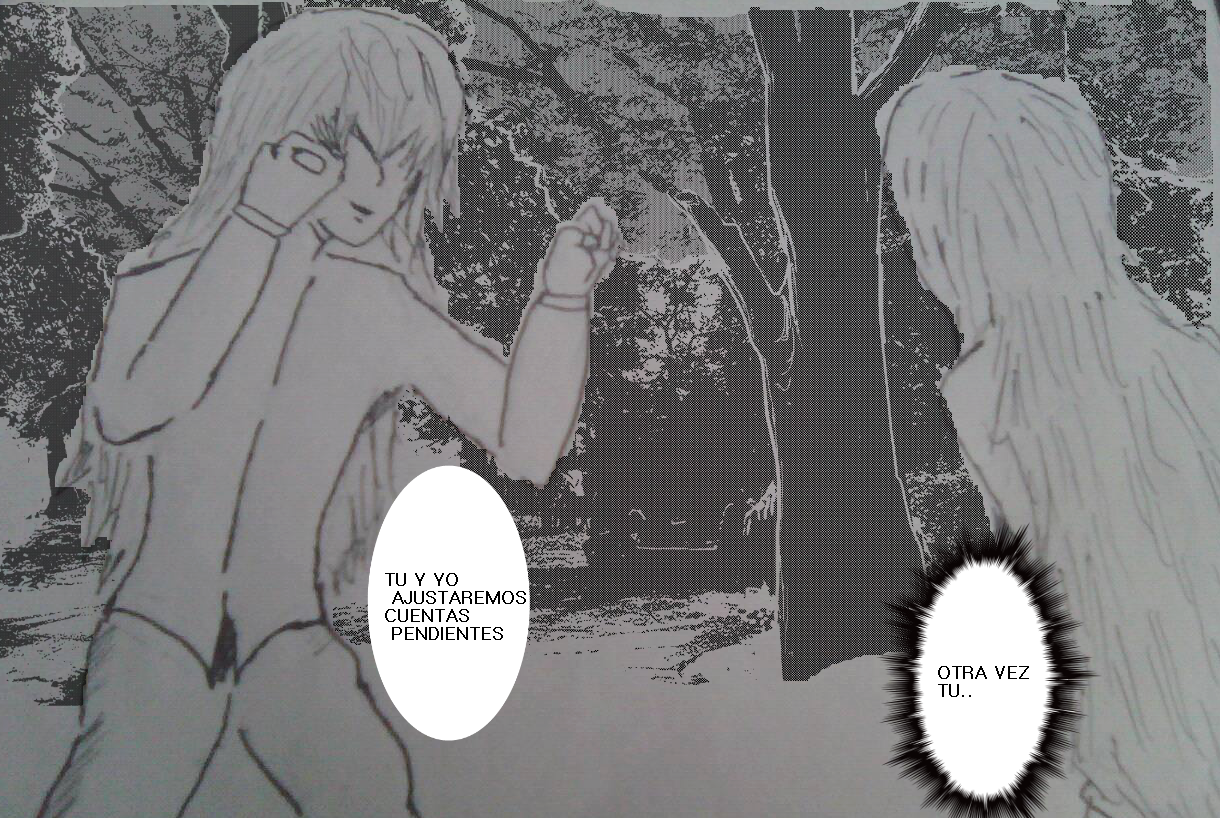 TU Y YO
AJUSTAREMOS
CUENTAS
PENDIENTES
OTRA VEZ
TU..